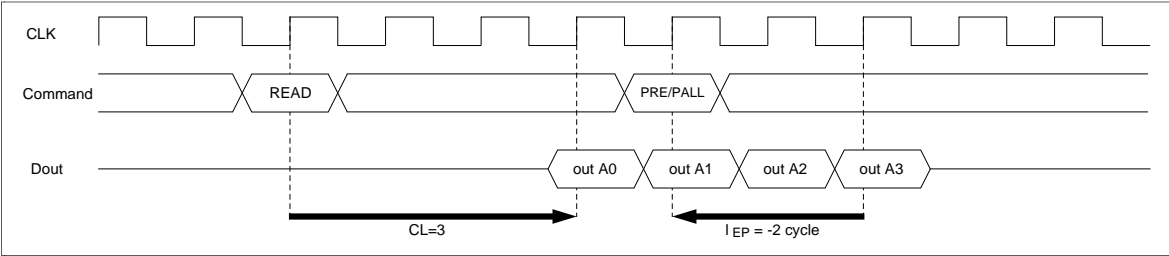 CLK
Command READ PRE/PALL
Dout out A0 out A1 out A2 out A3
CL=3 l EP = -2 cycle